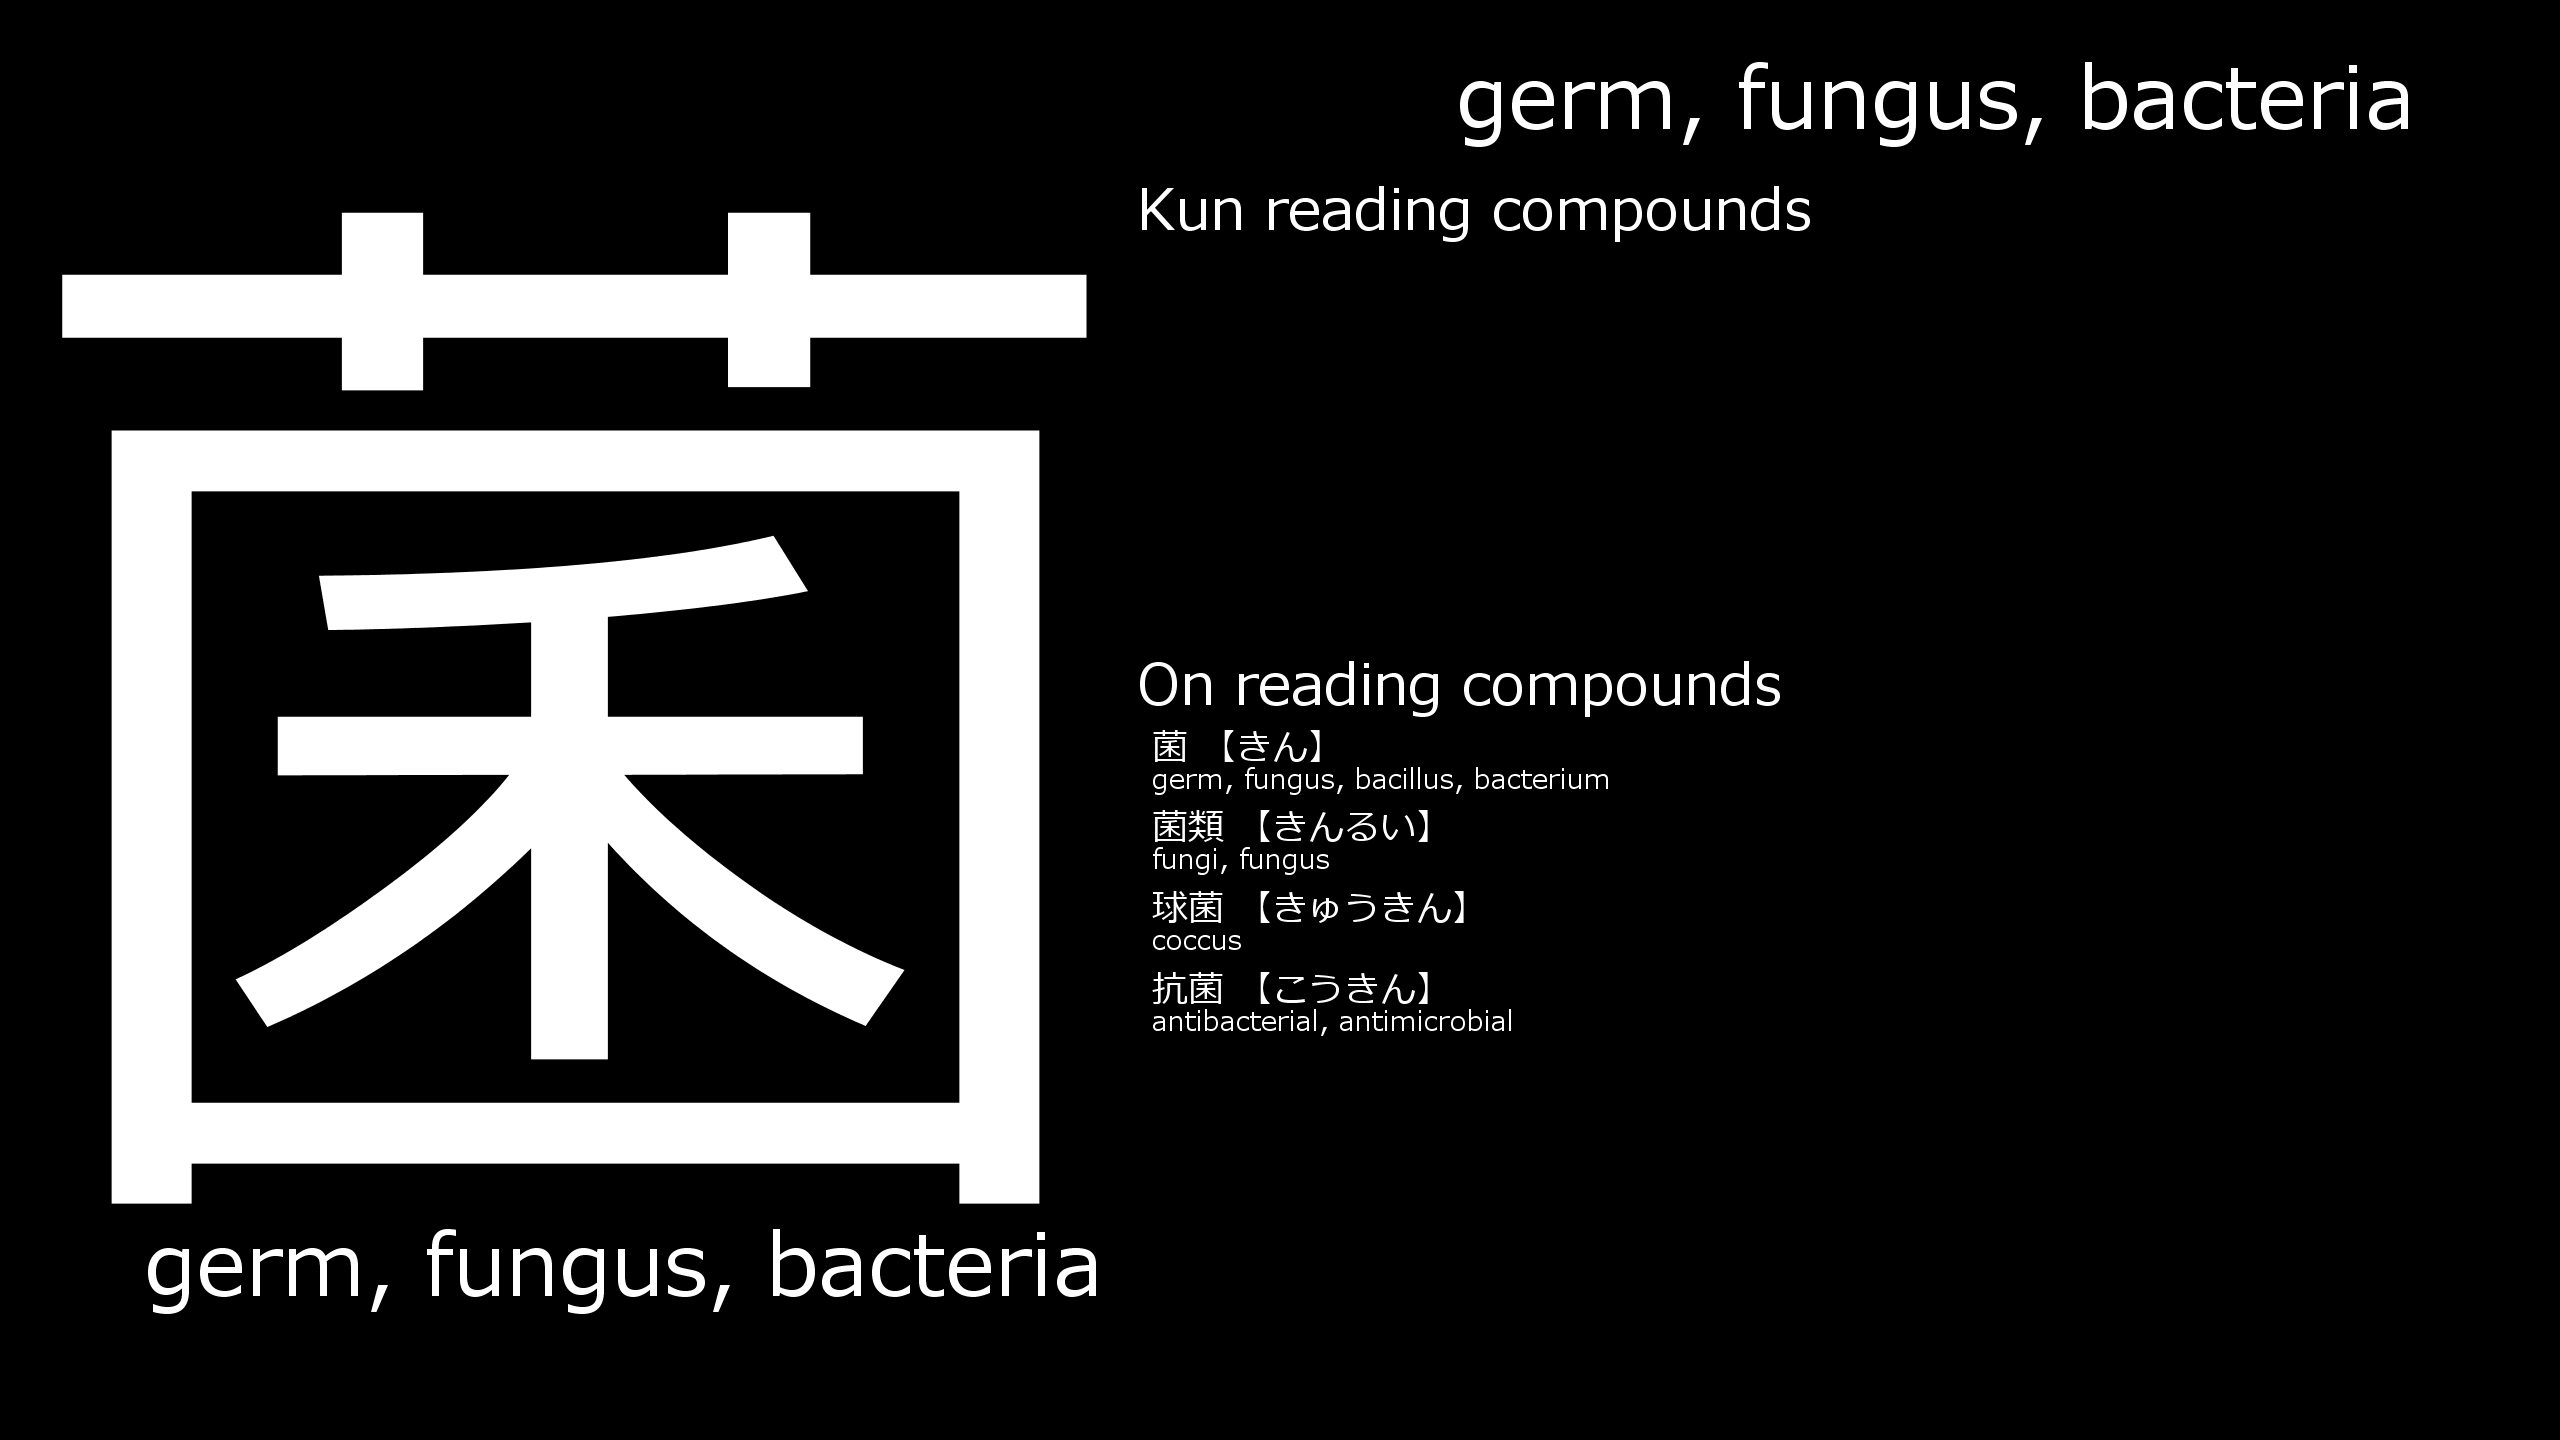 菌
germ, fungus, bacteria
germ, fungus, bacteria
Kun reading compounds
On reading compounds
菌 【きん】
germ, fungus, bacillus, bacterium
菌類 【きんるい】
fungi, fungus
球菌 【きゅうきん】
coccus
抗菌 【こうきん】
antibacterial, antimicrobial